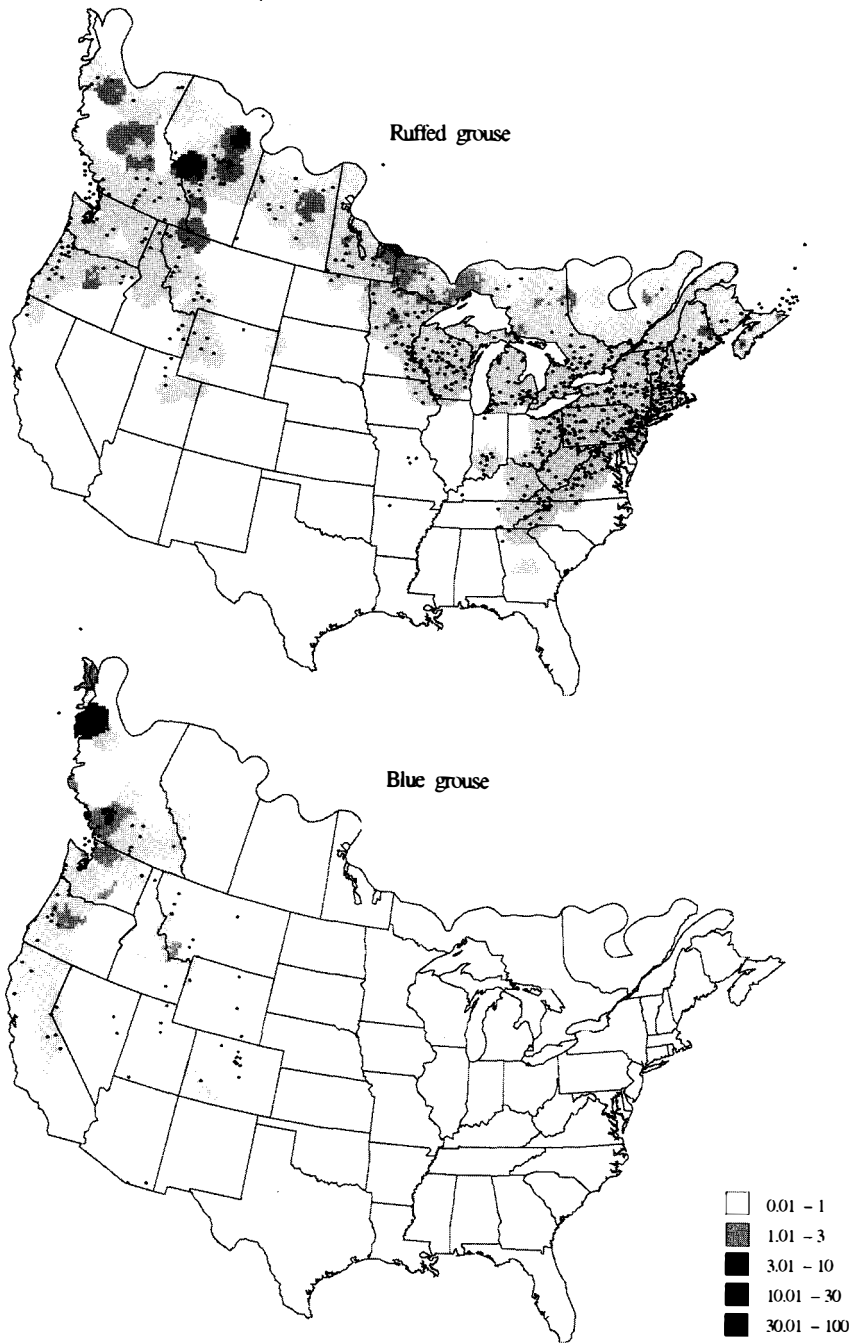 Ruffed grouse
Blue grouse
0.01 – 1
1.01 – 3
3.01 – 10
10.01 – 30
30.01 – 100